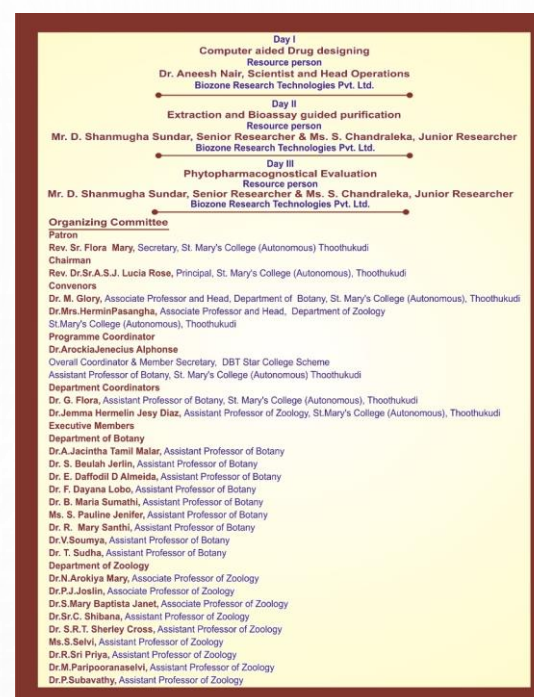 Day I
Computer aided Drug designing
Resource person
Dr. Aneesh Nair, Scientist and Head Operations
Biozone Research Technologies Pvt. Ltd.
Day II
Extraction and Bioassay guided purification
Resource person
Mr. D. Shanmugha Sundar, Senior Researcher & Ms. S. Chandraleka, Junior Researcher
Biozone Research Technologies Pvt. Ltd.
Day III
Phytopharmacognostical Evaluation
Resource person
Mr. D. Shanmugha Sundar, Senior Researcher & Ms. S. Chandraleka, Junior Researcher
Biozone Research Technologies Pvt. Ltd.
Organizing Committee
Patron
Rev. Sr. Flora Mary, Secretary, St. Mary's College (Autonomous) Thoothukudi
Chairman
Rev. Dr.Sr.A.S.J. Lucia Rose, Principal, St. Mary's College (Autonomous), Thoothukudi
Convenors
Dr. M. Glory, Associate Professor and Head, Department of Botany, St. Mary's College (Autonomous), Thoothukudi
Dr.Mrs.HerminPasangha, Associate Professor and Head, Department of Zoology
St.Mary's College (Autonomous), Thoothukudi
Programme Coordinator
Dr.ArockiaJenecius Alphonse
Overall Coordinator & Member Secretary, DBT Star College Scheme
Assistant Professor of Botany, St. Mary's College (Autonomous) Thoothukudi
Department Coordinators
Dr. G. Flora, Assistant Professor of Botany, St. Mary's College (Autonomous), Thoothukudi
Dr.Jemma Hermelin Jesy Diaz, Assistant Professor of Zoology, St.Mary's College (Autonomous), Thoothukudi
Executive Members
Department of Botany
Dr.A.Jacintha Tamil Malar, Assistant Professor of Botany
Dr. S. Beulah Jerlin, Assistant Professor of Botany
Dr. E. Daffodil D Almeida, Assistant Professor of Botany
Dr. F. Dayana Lobo, Assistant Professor of Botany
Dr. B. Maria Sumathi, Assistant Professor of Botany
Ms. S. Pauline Jenifer, Assistant Professor of Botany
Dr. R. Mary Santhi, Assistant Professor of Botany
Dr.V.Soumya, Assistant Professor of Botany
Dr. T. Sudha, Assistant Professor of Botany
Department of Zoology
Dr.N.Arokiya Mary, Associate Professor of Zoology
Dr.P.J.Joslin, Associate Professor of Zoology
Dr.S.Mary Baptista Janet, Associate Professor of Zoology
Dr.Sr.C. Shibana, Assistant Professor of Zoology
Dr. S.R.T. Sherley Cross, Assistant Professor of Zoology
Ms.S.Selvi, Assistant Professor of Zoology
Dr.R.Sri Priya, Assistant Professor of Zoology
Dr.M.Paripooranaselvi, Assistant Professor of Zoology
Dr.P.Subavathy, Assistant Professor of Zoology